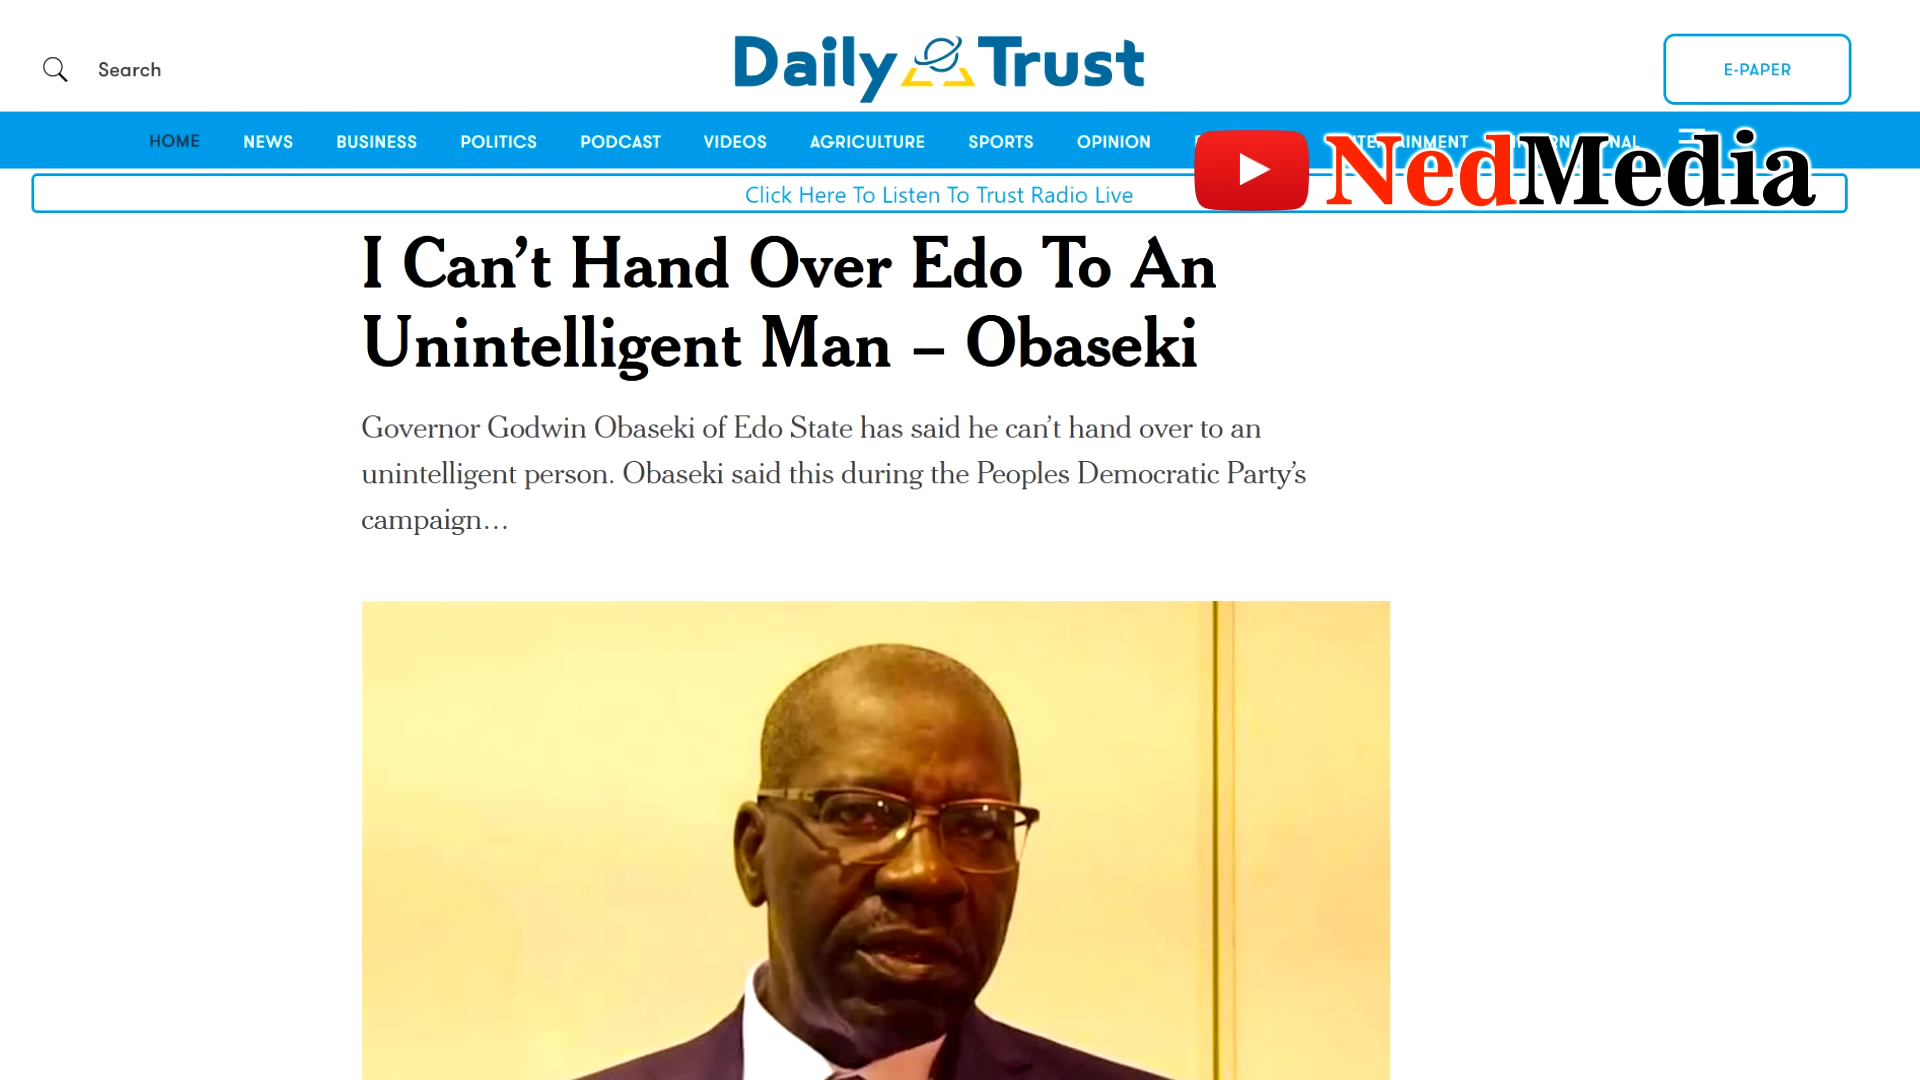 Search
Daily Trust
E-PAPER
HOME NEWS BUSINESS POLITICS PODCAST VIDEOS AGRICULTURE SPORTS OPINION
NedMedia
Click Here To Listen To Trust Radio Live
I Can’t Hand Over Edo To An
Unintelligent Man – Obaseki
Governor Godwin Obaseki of Edo State has said he can’t hand over to an
unintelligent person. Obaseki said this during the Peoples Democratic Party’s
campaign…